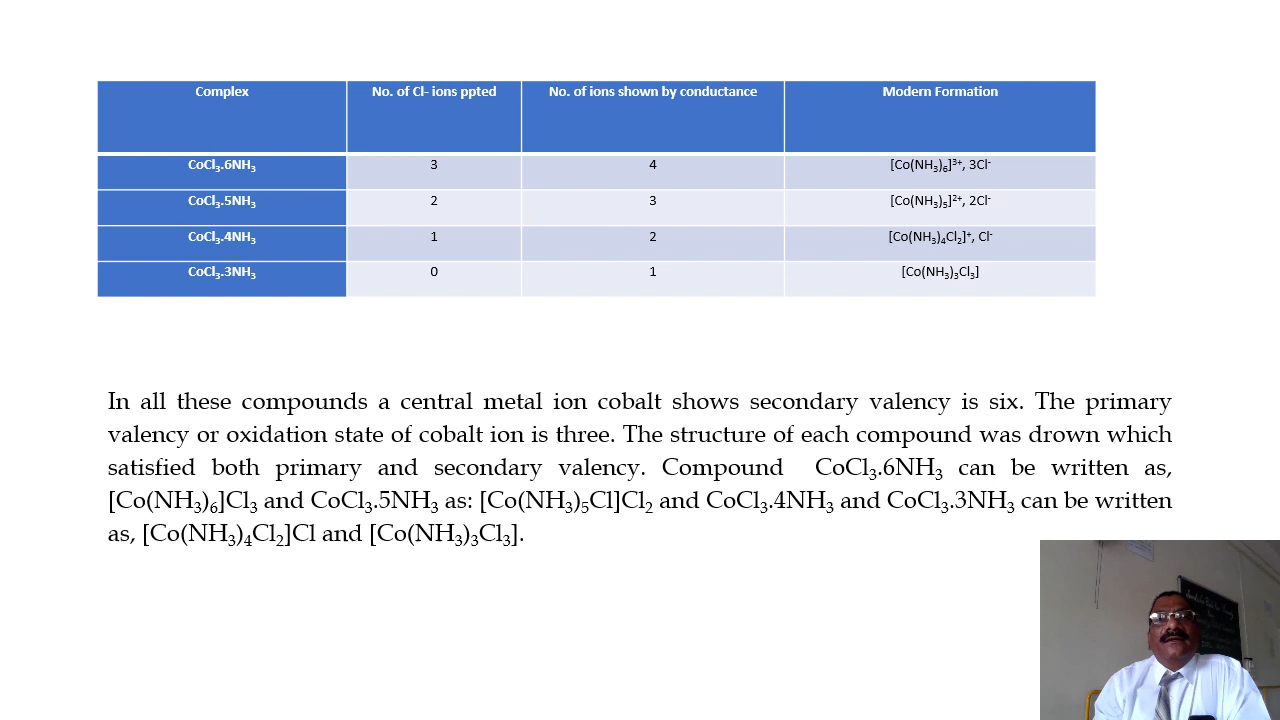 Complex No. of Cl- ions ppted No. of ions shown by conductance Modern Formation
CoCl₃.6NH₃ 3 4 [Co(NH₃)₆]³⁺, 3Cl⁻
CoCl₃.5NH₃ 2 3 [Co(NH₃)₅]²⁺, 2Cl⁻
CoCl₃.4NH₃ 1 2 [Co(NH₃)₄Cl₂]⁺, Cl⁻
CoCl₃.3NH₃ 0 1 [Co(NH₃)₃Cl₃]
In all these compounds a central metal ion cobalt shows secondary valency is six. The primary
valency or oxidation state of cobalt ion is three. The structure of each compound was drown which
satisfied both primary and secondary valency. Compound CoCl₃.6NH₃ can be written as,
[Co(NH₃)₆]Cl₃ and CoCl₃.5NH₃ as: [Co(NH₃)₅Cl]Cl₂ and CoCl₃.4NH₃ and CoCl₃.3NH₃ can be written
as, [Co(NH₃)₄Cl₂]Cl and [Co(NH₃)₃Cl₃].